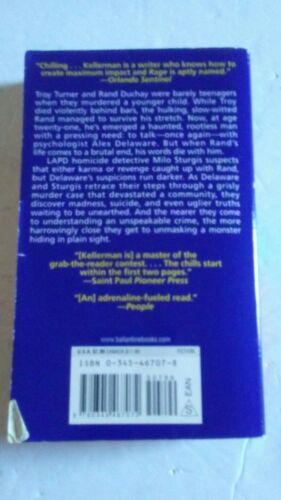 "Chilling . . . Kellerman is a writer who knows how to
create maximum impact and Rage is aptly named."
—Orlando Sentinel
Troy Turner and Rand Duchay were barely teenagers
when they murdered a younger child. While Troy
died violently behind bars, the hulking, slow-witted
Rand managed to survive his stretch. Now, at age
twenty-one, he's emerged a haunted, rootless man
with a pressing need: to talk—once again—with
psychologist Alex Delaware. But when Rand's
life comes to a brutal end, his words die with him.
LAPD homicide detective Milo Sturgis suspects
that either karma or revenge caught up with Rand,
but Delaware's suspicions run darker. As Delaware
and Sturgis retrace their steps through a grisly
murder case that devastated a community, they
discover madness, suicide, and even uglier truths
waiting to be unearthed. And the nearer they come
to understanding an unspeakable crime, the more
harrowingly close they get to unmasking a monster
hiding in plain sight.
"[Kellerman is] a master of the
grab-the-reader contest. . . . The chills start
within the first two pages."
—Saint Paul Pioneer Press
"[An] adrenaline-fueled read."
—People
www.ballantinebooks.com
FICTION
ISBN 0-345-46707-8
EAN